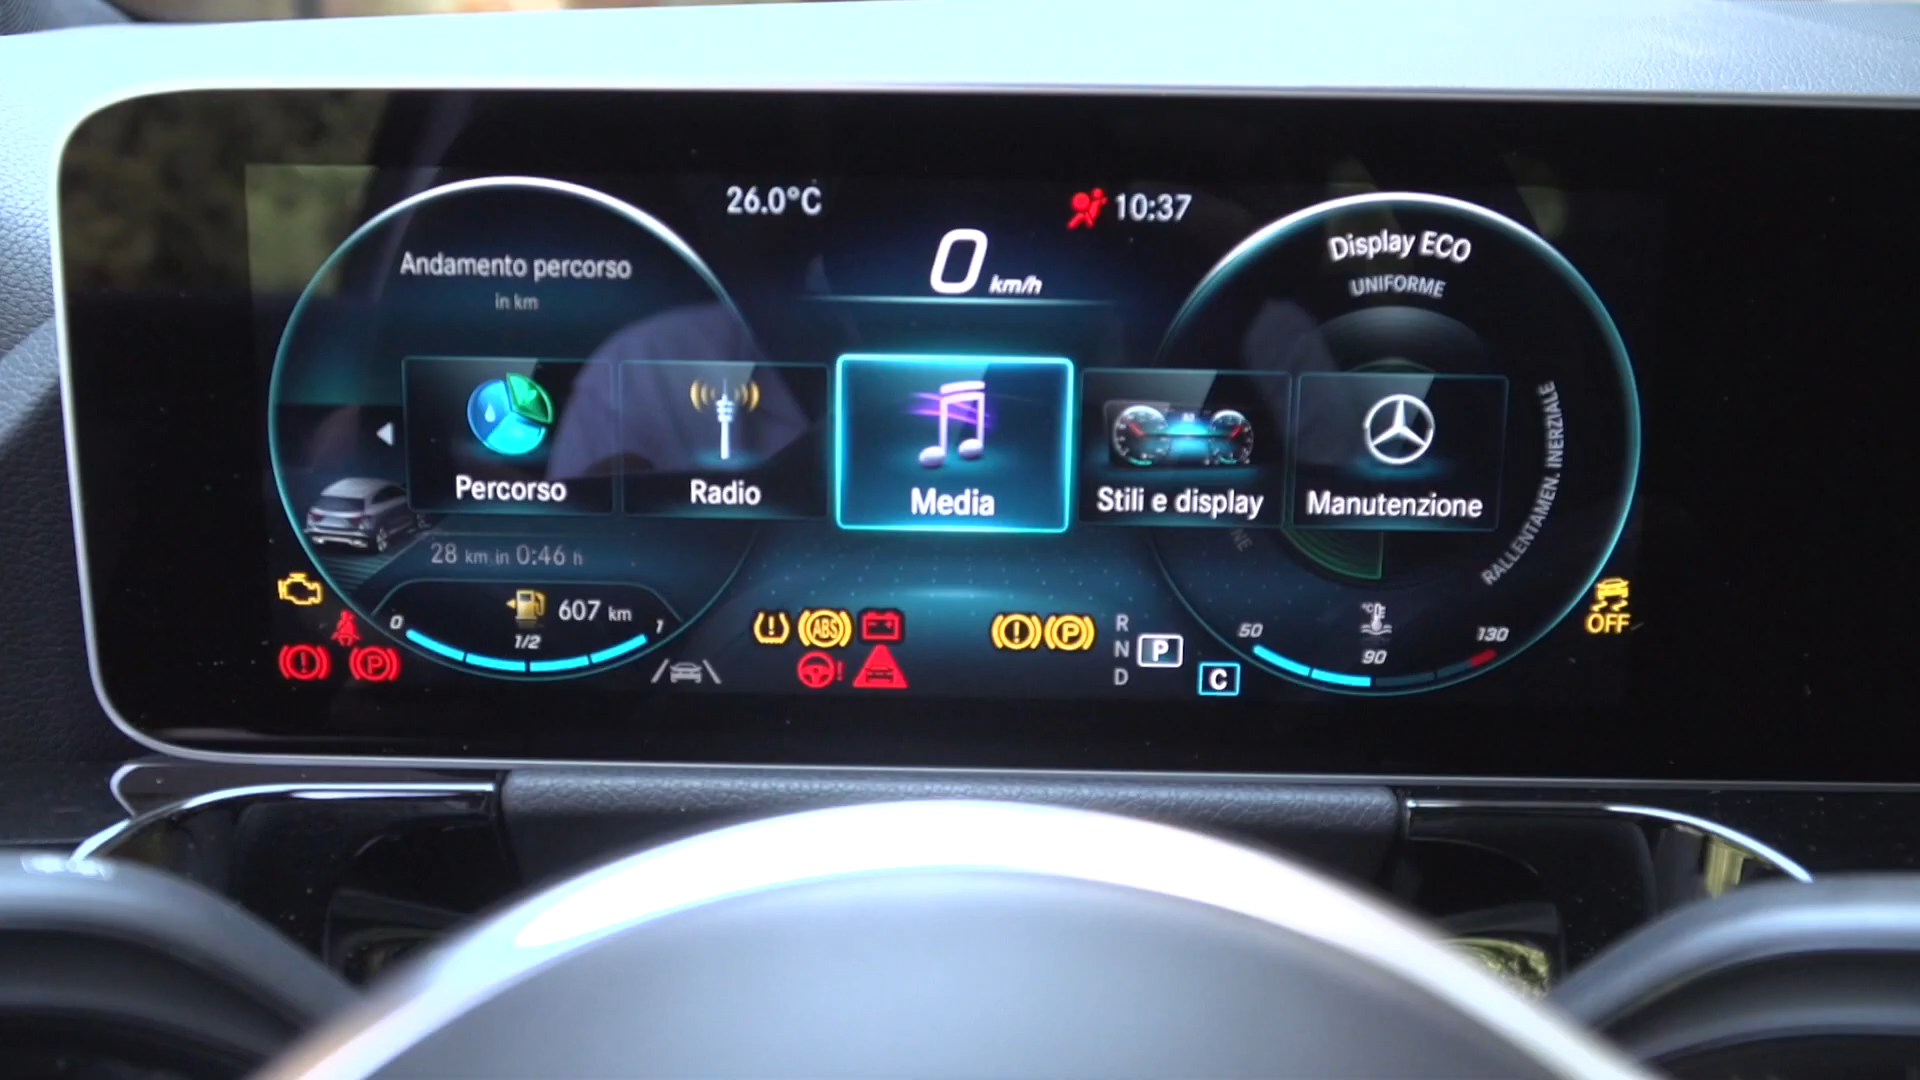 26.0°C
10:37
0 km/h
Andamento percorso
in km
Display ECO
UNIFORME
Percorso
Radio
Media
Stili e display
Manutenzione
RALLENTAMEN. INERZIALE
28 km in 0:46 h
607 km
0
1/2
1
ABS
P
P
R
N
D
P
C
50
90
130
°C
OFF